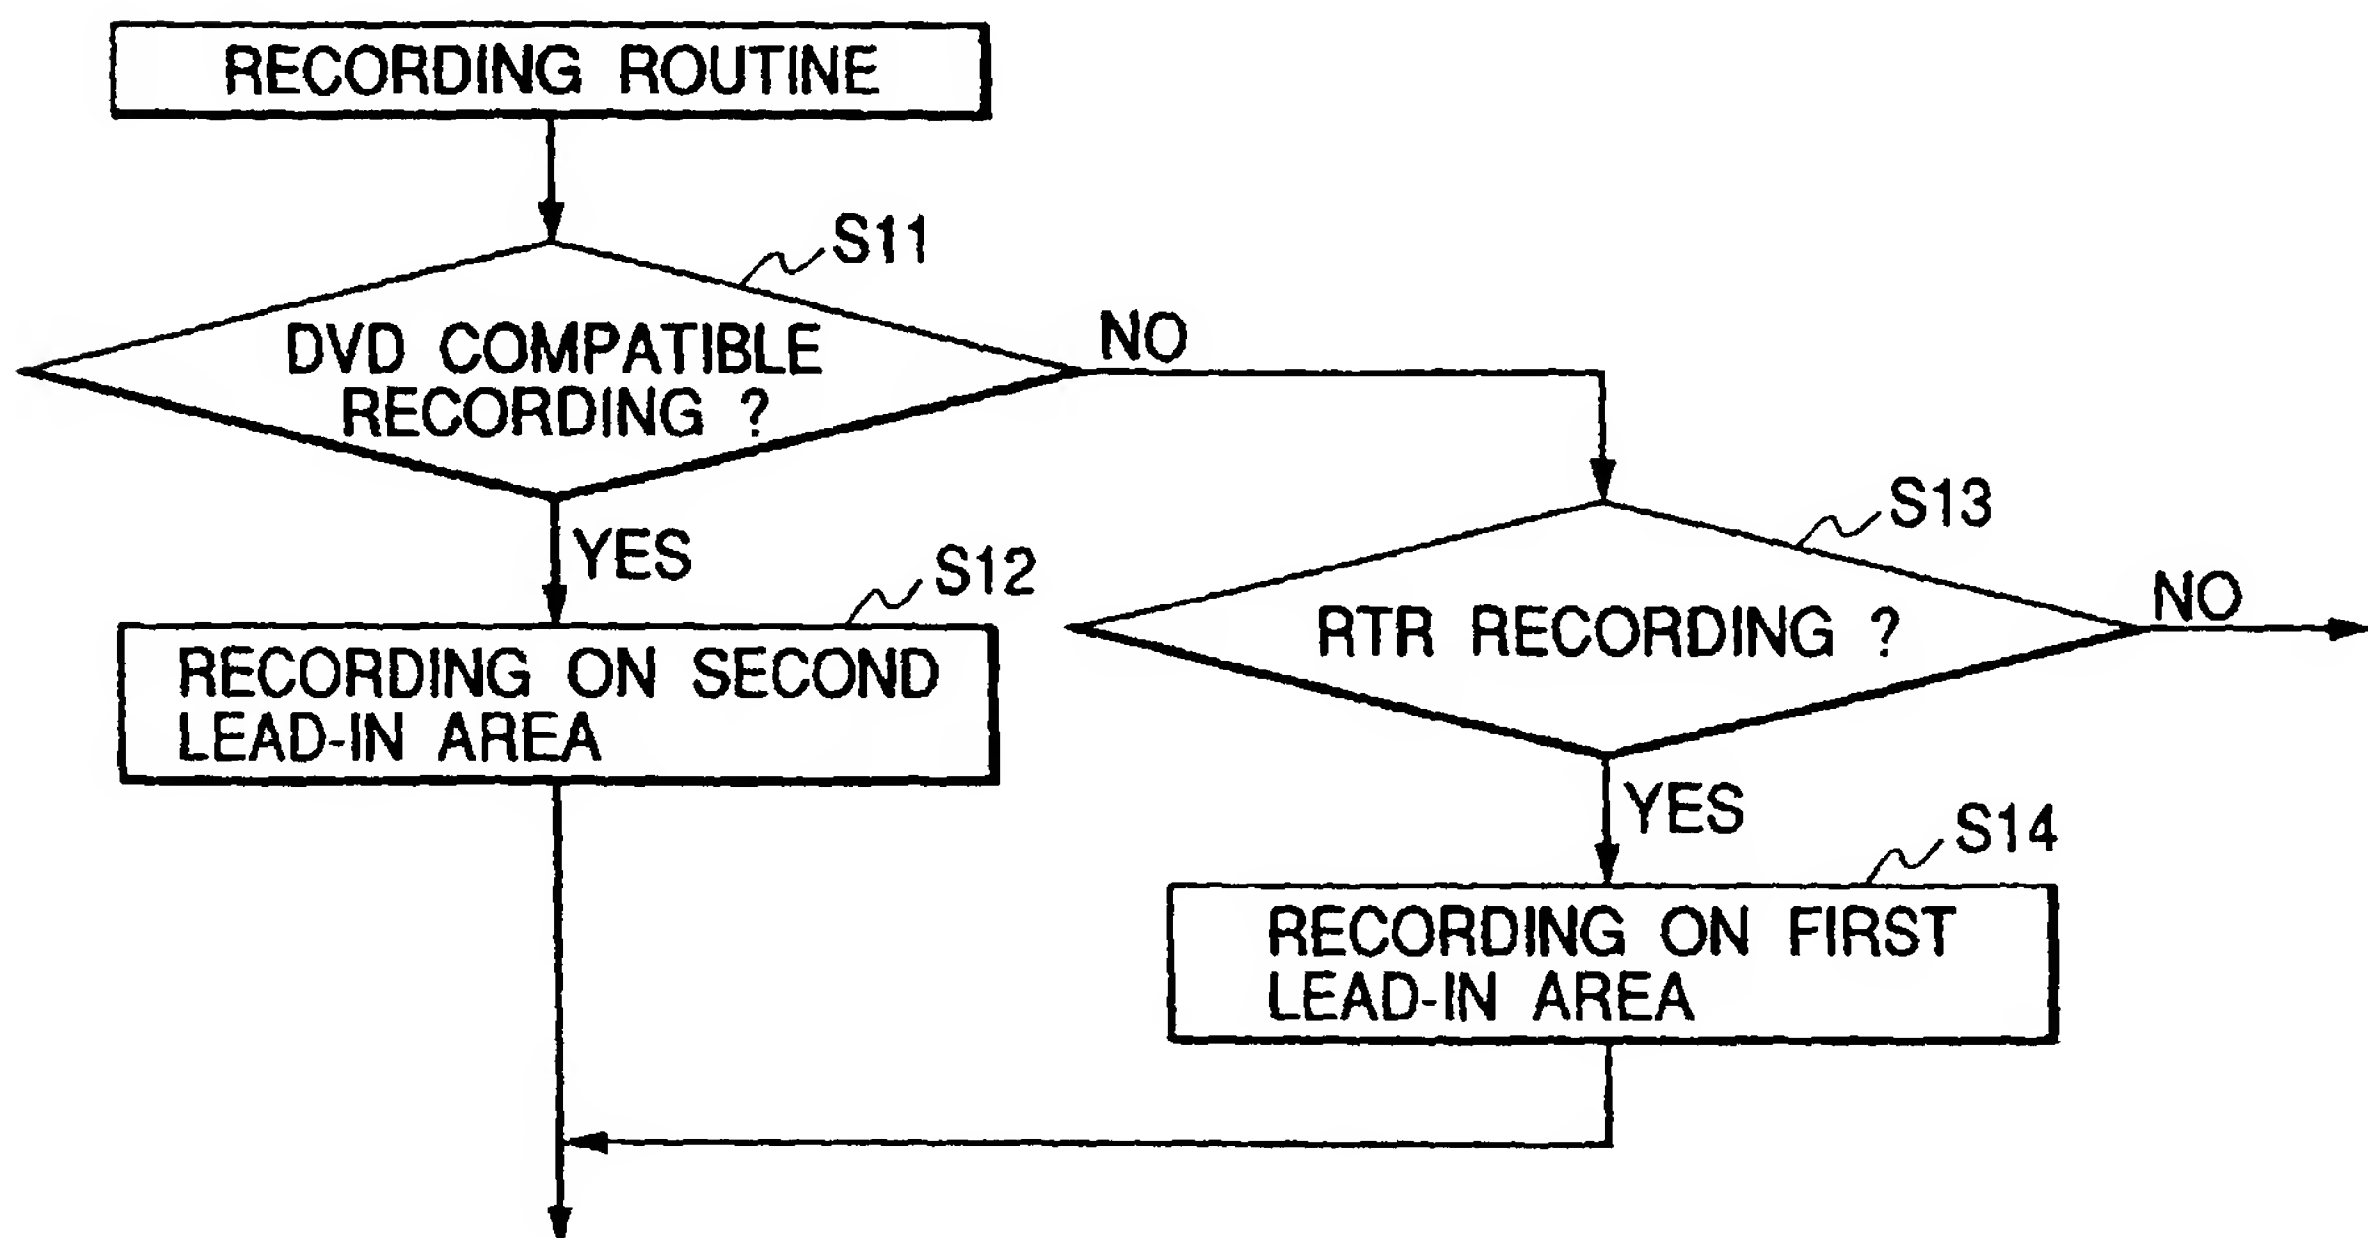 RECORDING ROUTINE
S11
DVD COMPATIBLE
RECORDING ?
NO
YES
S12
RECORDING ON SECOND
LEAD-IN AREA
S13
RTR RECORDING ?
NO
YES
S14
RECORDING ON FIRST
LEAD-IN AREA